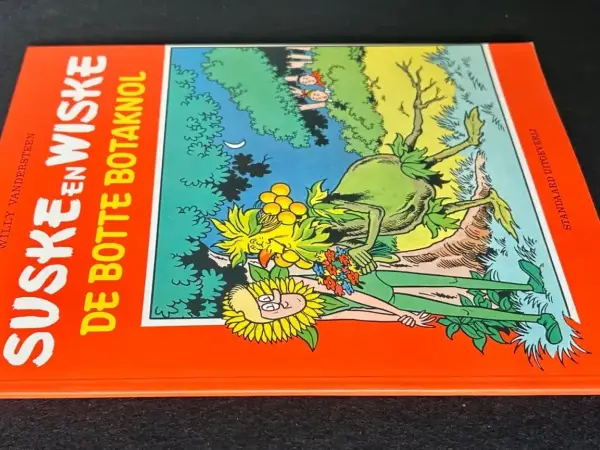 WILLY VANDERSTEEN
SUSKE EN WISKE
DE BOTTE BOTAKNOL
STANDAARD UITGEVERIJ